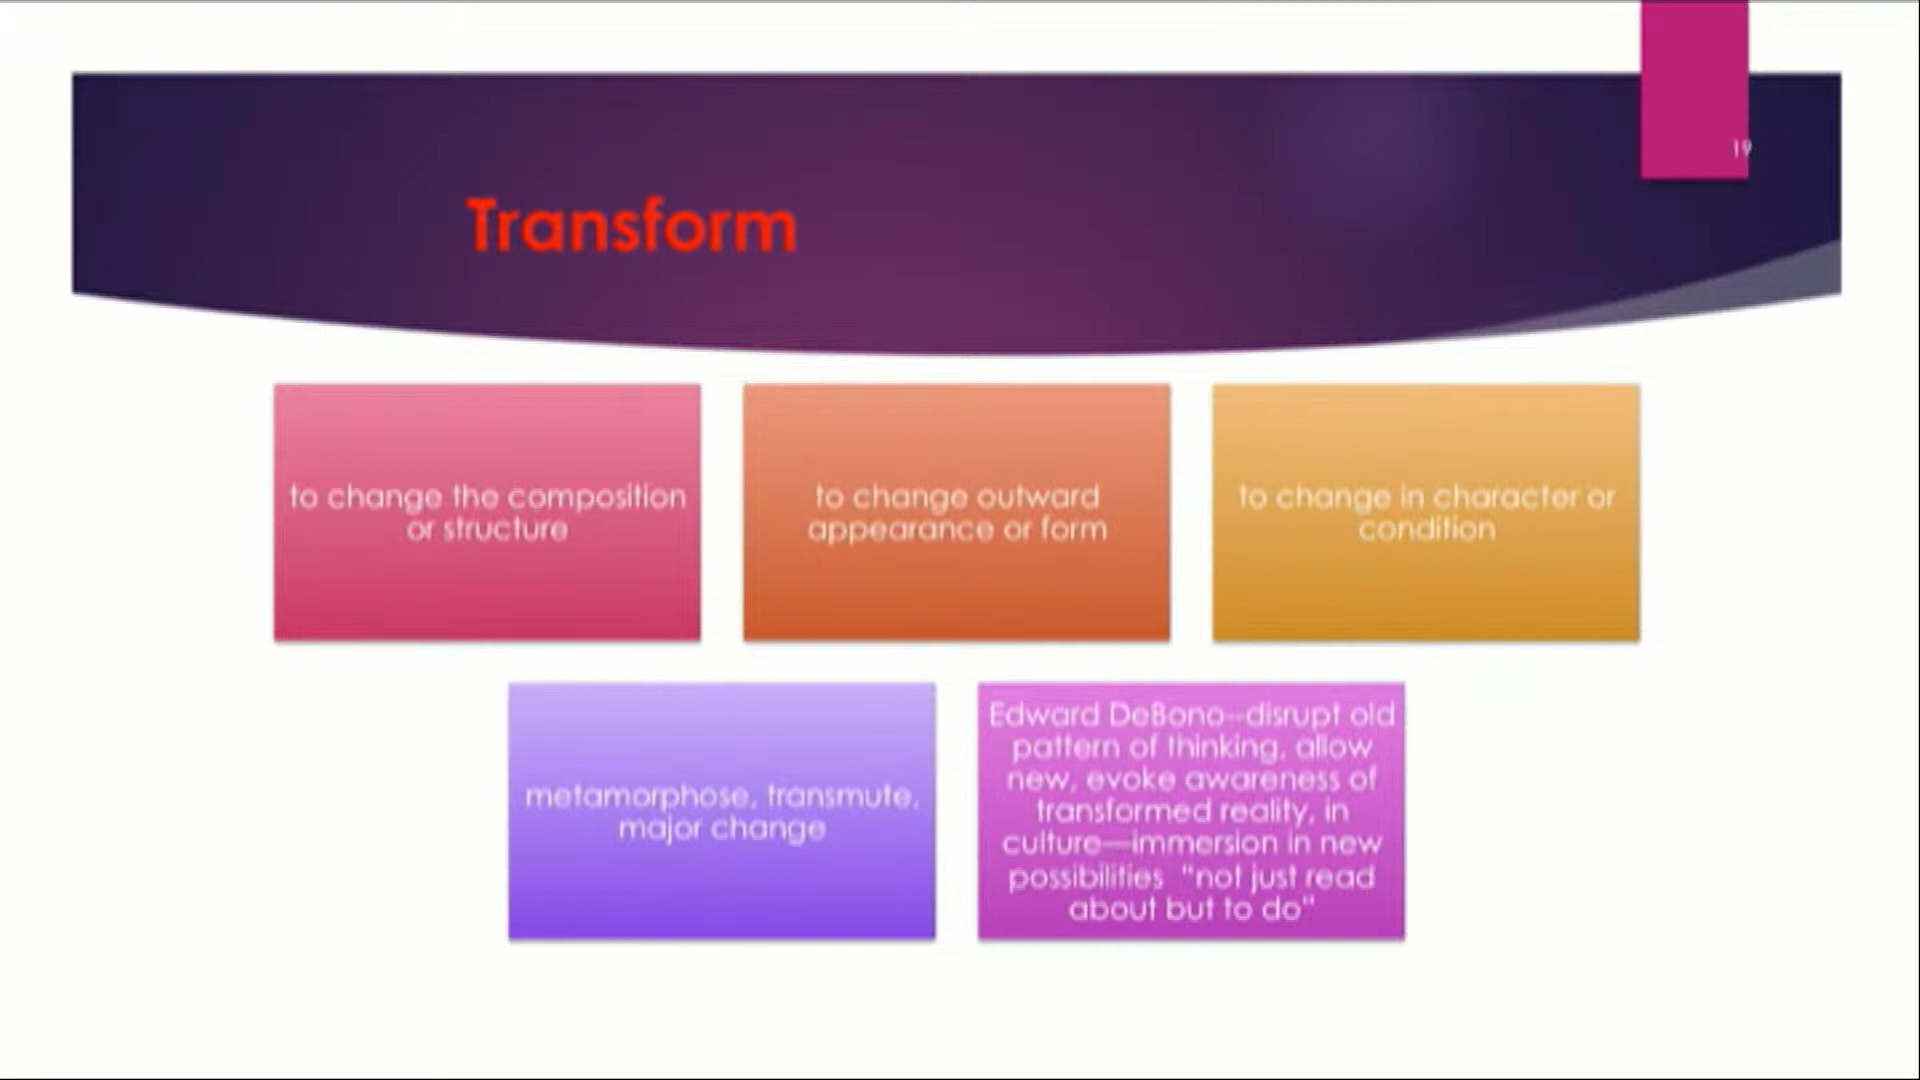 19
Transform
to change the composition
or structure
to change outward
appearance or form
to change in character or
condition
metamorphose, transmute,
major change
Edward DeBono--disrupt old
pattern of thinking, allow
new, evoke awareness of
transformed reality, in
culture—immersion in new
possibilities  "not just read
about but to do"